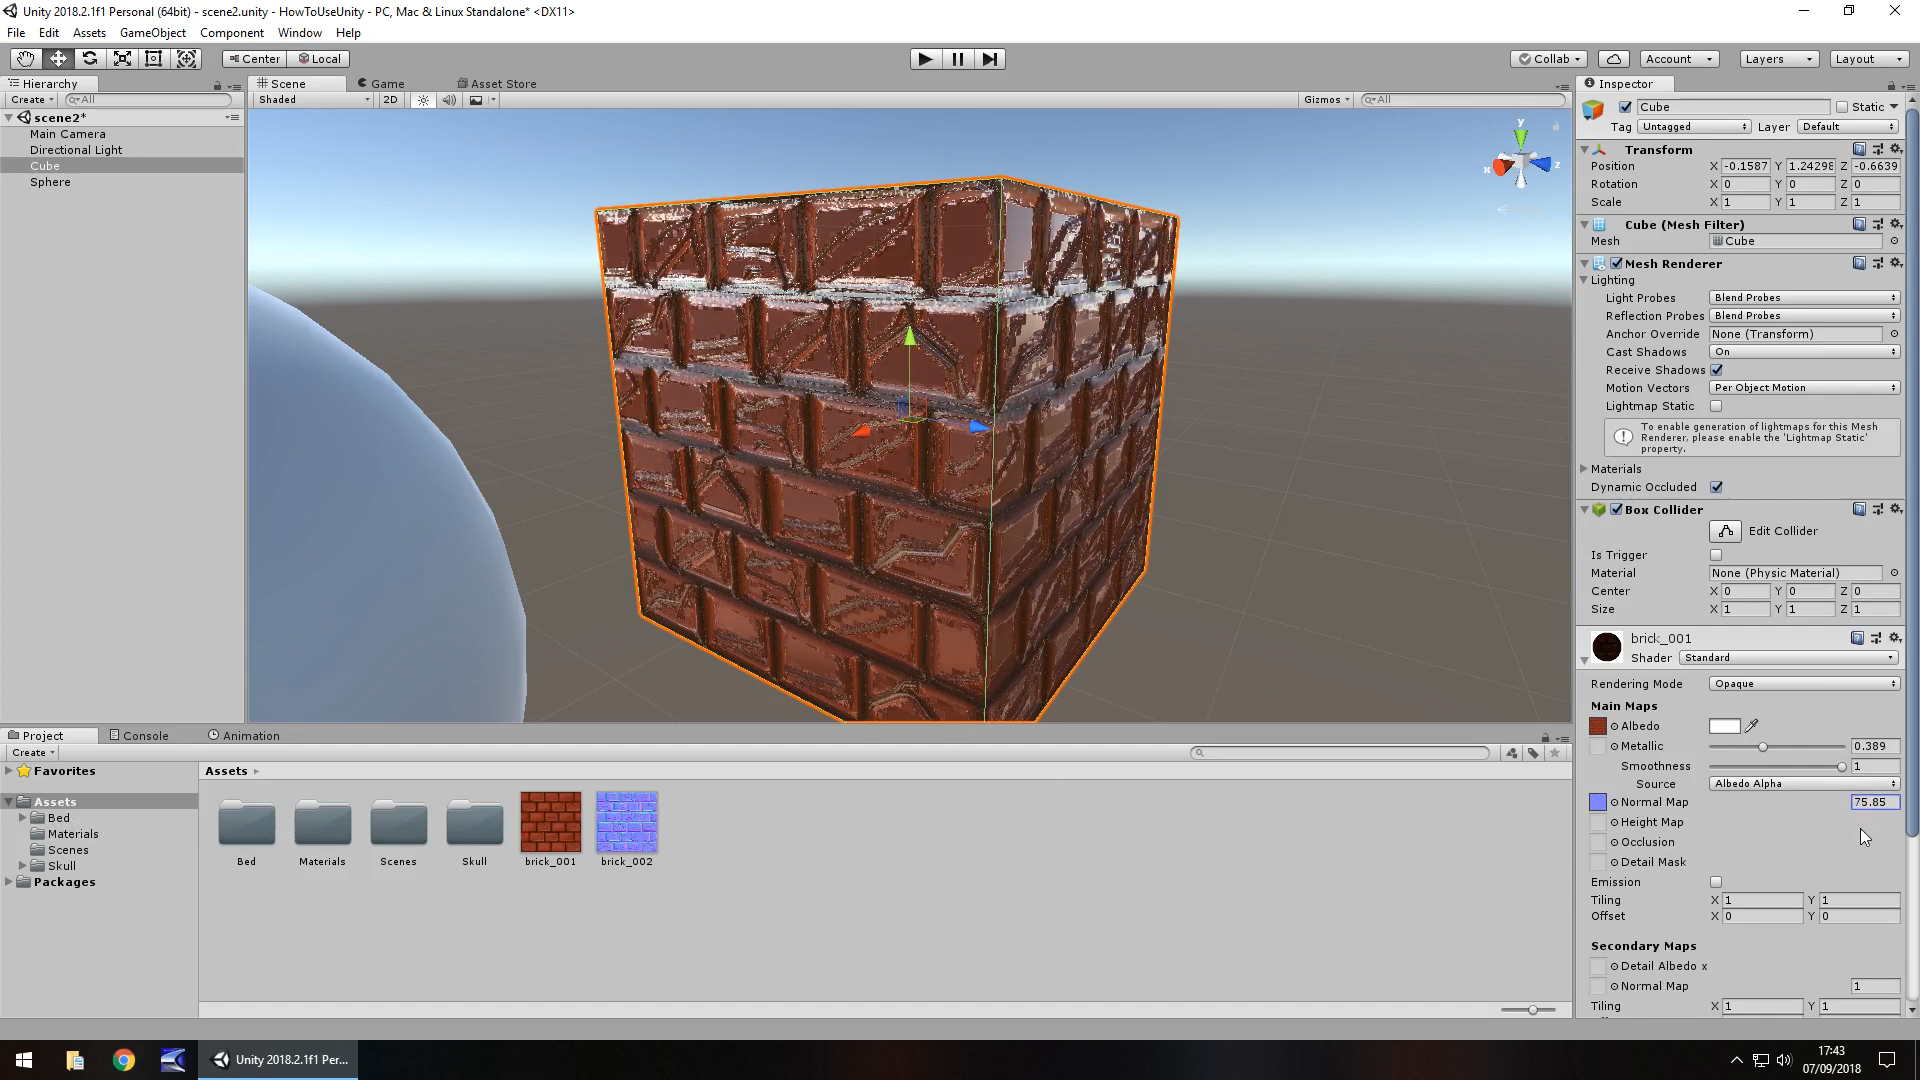 Unity 2018.2.1f1 Personal (64bit) - scene2.unity - HowToUseUnity - PC, Mac & Linux Standalone* <DX11>
File Edit Assets GameObject Component Window Help
Center Local Collab Account Layers Layout
Hierarchy
Create All
scene2*
Main Camera
Directional Light
Cube
Sphere
Scene Game Asset Store
Shaded 2D Gizmos All
y
x z
Inspector
Cube Static
Tag Untagged Layer Default
Transform
Position X -0.1587 Y 1.24298 Z -0.6639
Rotation X 0 Y 0 Z 0
Scale X 1 Y 1 Z 1
Cube (Mesh Filter)
Mesh Cube
Mesh Renderer
Lighting
Light Probes Blend Probes
Reflection Probes Blend Probes
Anchor Override None (Transform)
Cast Shadows On
Receive Shadows
Motion Vectors Per Object Motion
Lightmap Static
To enable generation of lightmaps for this Mesh
Renderer, please enable the 'Lightmap Static'
property.
Materials
Dynamic Occluded
Box Collider
Edit Collider
Is Trigger
Material None (Physic Material)
Center X 0 Y 0 Z 0
Size X 1 Y 1 Z 1
brick_001
Shader Standard
Rendering Mode Opaque
Main Maps
Albedo
Metallic 0.389
Smoothness 1
Source Albedo Alpha
Normal Map 75.85
Height Map
Occlusion
Detail Mask
Emission
Tiling X 1 Y 1
Offset X 0 Y 0
Secondary Maps
Detail Albedo x
Normal Map 1
Tiling X 1 Y 1
Project Console Animation
Create
Favorites
Assets
Bed
Materials
Scenes
Skull
Packages
Assets
Bed Materials Scenes Skull brick_001 brick_002
Unity 2018.2.1f1 Per...
17:43
07/09/2018